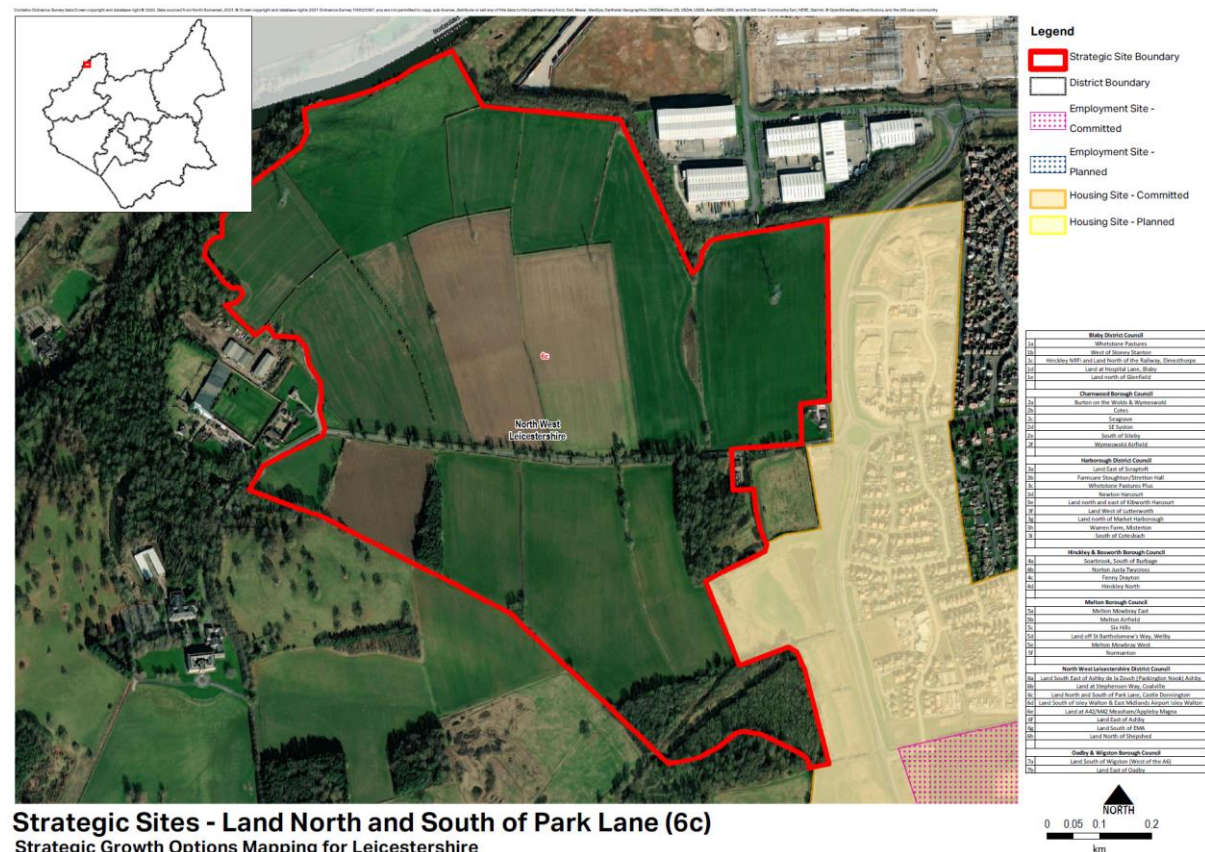 Legend
Strategic Site Boundary
District Boundary
Employment Site -
Committed
Employment Site -
Planned
Housing Site - Committed
Housing Site - Planned
6c
North West
Leicestershire
Blaby District Council
1a Whetstone Pastures
1b West of Stoney Stanton
1c Hinckley NRFI and Land North of the Railway, Elmesthorpe
1d Land at Hospital Lane, Blaby
1e Land north of Glenfield
Charnwood Borough Council
2a Burton on the Wolds & Wymeswold
2b Cotes
2c Seagrave
2d SE Syston
2e South of Sileby
2f Wymeswold Airfield
Harborough District Council
3a Land East of Scraptoft
3b Farmcare Stoughton/Stretton Hall
3c Whetstone Pastures Plus
3d Newton Harcourt
3e Land north and east of Kibworth Harcourt
3f Land West of Lutterworth
3g Land north of Market Harborough
3h Warren Farm, Misterton
3i South of Cotesbach
Hinckley & Bosworth Borough Council
4a Soarbrook, South of Burbage
4b Norton Juxta Twycross
4c Fenny Drayton
4d Hinckley North
Melton Borough Council
5a Melton Mowbray East
5b Melton Airfield
5c Six Hills
5d Land off St Bartholomew's Way, Welby
5e Melton Mowbray West
5f Normanton
North West Leicestershire District Council
6a Land South East of Ashby de la Zouch (Packington Nook) Ashby
6b Land at Stephenson Way, Coalville
6c Land North and South of Park Lane, Castle Donnington
6d Land South of Isley Walton & East Midlands Airport Isley Walton
6e Land at A42/M42 Measham/Appleby Magna
6f Land East of Ashby
6g Land South of EMA
6h Land North of Shepshed
Oadby & Wigston Borough Council
7a Land South of Wigston (West of the A6)
7b Land East of Oadby
NORTH
0 0.05 0.1 0.2
km
Strategic Sites - Land North and South of Park Lane (6c)
Strategic Growth Options Mapping for Leicestershire